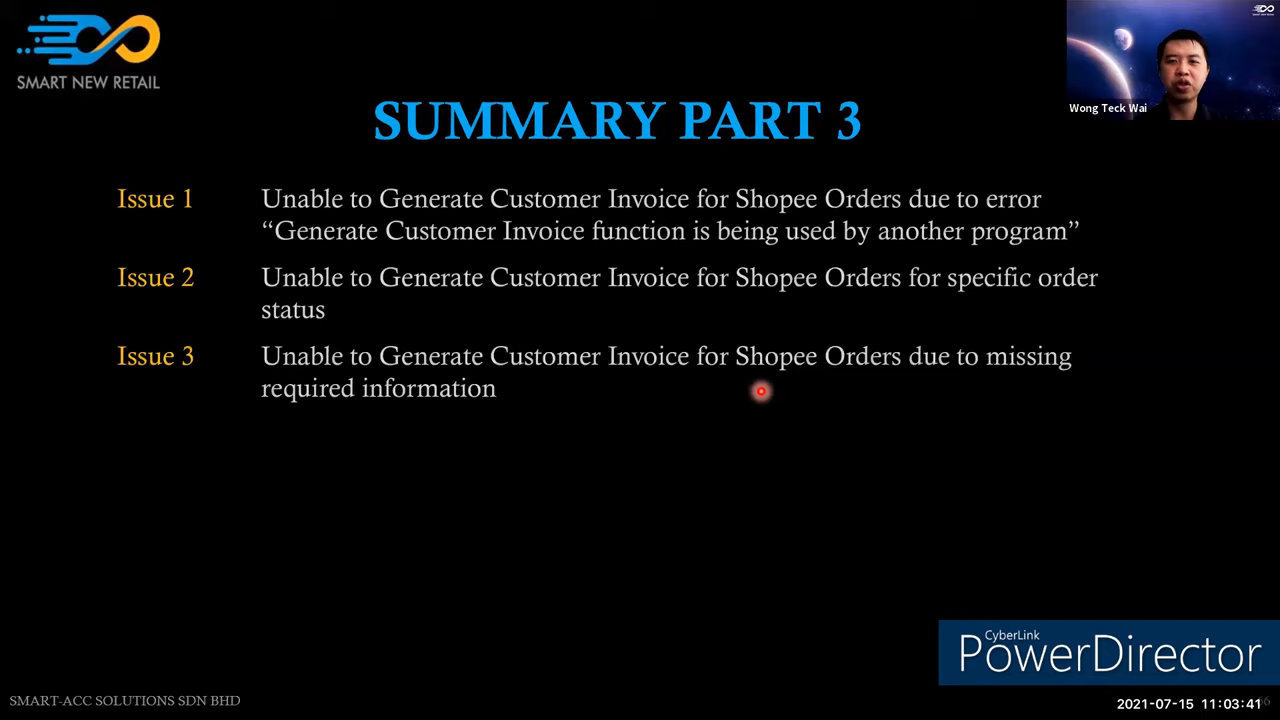 SMART NEW RETAIL
Wong Teck Wai
SUMMARY PART 3
Issue 1 Unable to Generate Customer Invoice for Shopee Orders due to error
“Generate Customer Invoice function is being used by another program”
Issue 2 Unable to Generate Customer Invoice for Shopee Orders for specific order
status
Issue 3 Unable to Generate Customer Invoice for Shopee Orders due to missing
required information
CyberLink
PowerDirector
SMART-ACC SOLUTIONS SDN BHD
2021-07-15 11:03:41